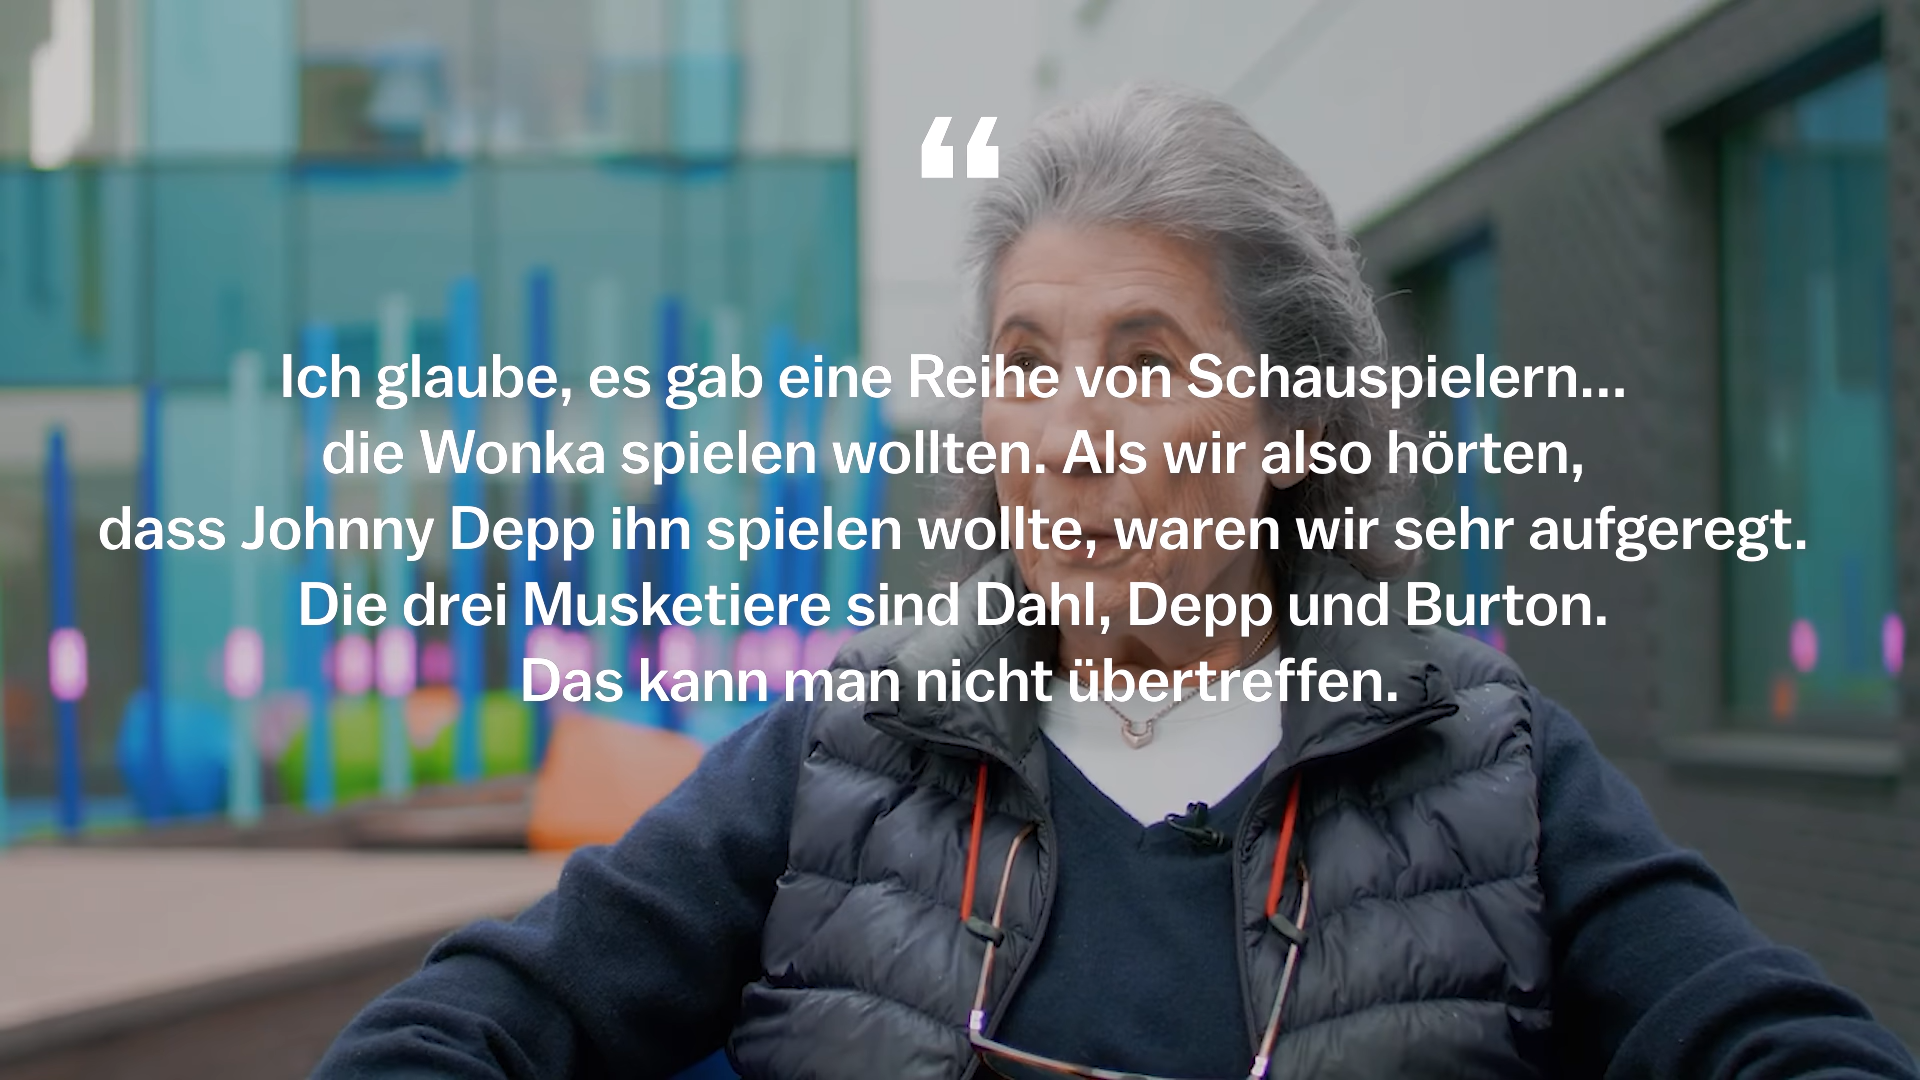 “
Ich glaube, es gab eine Reihe von Schauspielern...
die Wonka spielen wollten. Als wir also hörten,
dass Johnny Depp ihn spielen wollte, waren wir sehr aufgeregt.
Die drei Musketiere sind Dahl, Depp und Burton.
Das kann man nicht übertreffen.